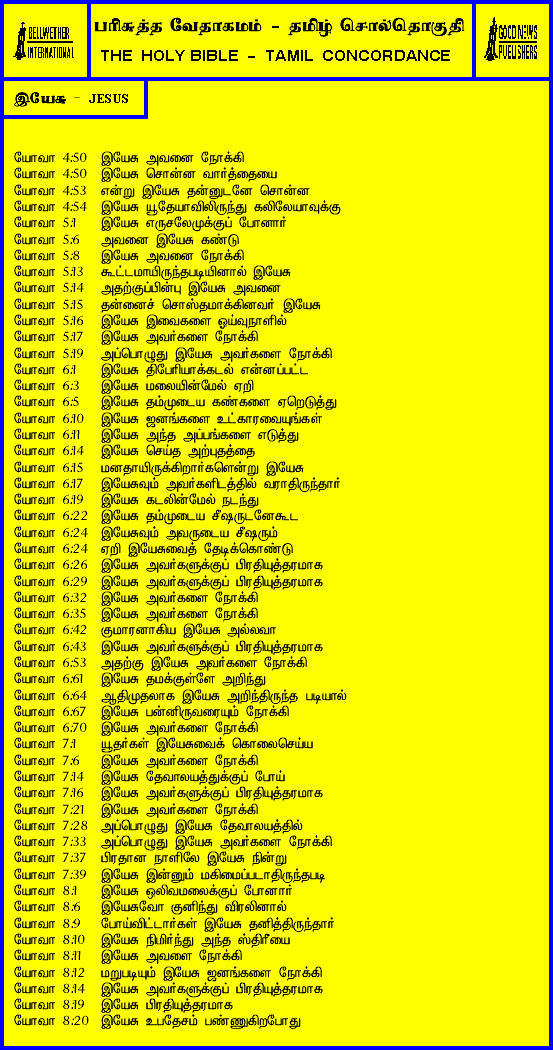 BELLWETHER
INTERNATIONAL
பரிசுத்த வேதாகமம் - தமிழ் சொல்தொகுதி
THE HOLY BIBLE - TAMIL CONCORDANCE
GOOD NEWS
PUBLISHERS
இயேசு - JESUS
யோவா 4:50 இயேசு அவனை நோக்கி
யோவா 4:50 இயேசு சொன்ன வார்த்தையை
யோவா 4:53 என்று இயேசு தன்னுடனே சொன்ன
யோவா 4:54 இயேசு யூதேயாவிலிருந்து கலிலேயாவுக்கு
யோவா 5:1 இயேசு எருசலேமுக்குப் போனார்
யோவா 5:6 அவனை இயேசு கண்டு
யோவா 5:8 இயேசு அவனை நோக்கி
யோவா 5:13 கூட்டமாயிருந்தபடியினால் இயேசு
யோவா 5:14 அதற்குப்பின்பு இயேசு அவனை
யோவா 5:15 தன்னைச் சொஸ்தமாக்கினவர் இயேசு
யோவா 5:16 இயேசு இவைகளை ஓய்வுநாளில்
யோவா 5:17 இயேசு அவர்களை நோக்கி
யோவா 5:19 அப்பொழுது இயேசு அவர்களை நோக்கி
யோவா 6:1 இயேசு திபேரியாக்கடல் என்னப்பட்ட
யோவா 6:3 இயேசு மலையின்மேல் ஏறி
யோவா 6:5 இயேசு தம்முடைய கண்களை ஏறெடுத்து
யோவா 6:10 இயேசு ஜனங்களை உட்காரவையுங்கள்
யோவா 6:11 இயேசு அந்த அப்பங்களை எடுத்து
யோவா 6:14 இயேசு செய்த அற்புதத்தை
யோவா 6:15 மனதாயிருக்கிறார்களென்று இயேசு
யோவா 6:17 இயேசுவும் அவர்களிடத்தில் வராதிருந்தார்
யோவா 6:19 இயேசு கடலின்மேல் நடந்து
யோவா 6:22 இயேசு தம்முடைய சீஷருடனேகூட
யோவா 6:24 இயேசுவும் அவருடைய சீஷரும்
யோவா 6:24 ஏறி இயேசுவைத் தேடிக்கொண்டு
யோவா 6:26 இயேசு அவர்களுக்குப் பிரதியுத்தரமாக
யோவா 6:29 இயேசு அவர்களுக்குப் பிரதியுத்தரமாக
யோவா 6:32 இயேசு அவர்களை நோக்கி
யோவா 6:35 இயேசு அவர்களை நோக்கி
யோவா 6:42 குமாரனாகிய இயேசு அல்லவா
யோவா 6:43 இயேசு அவர்களுக்குப் பிரதியுத்தரமாக
யோவா 6:53 அதற்கு இயேசு அவர்களை நோக்கி
யோவா 6:61 இயேசு தமக்குள்ளே அறிந்து
யோவா 6:64 ஆதிமுதலாக இயேசு அறிந்திருந்த படியால்
யோவா 6:67 இயேசு பன்னிருவரையும் நோக்கி
யோவா 6:70 இயேசு அவர்களை நோக்கி
யோவா 7:1 யூதர்கள் இயேசுவைக் கொலைசெய்ய
யோவா 7:6 இயேசு அவர்களை நோக்கி
யோவா 7:14 இயேசு தேவாலயத்துக்குப் போய்
யோவா 7:16 இயேசு அவர்களுக்குப் பிரதியுத்தரமாக
யோவா 7:21 இயேசு அவர்களை நோக்கி
யோவா 7:28 அப்பொழுது இயேசு தேவாலயத்தில்
யோவா 7:33 அப்பொழுது இயேசு அவர்களை நோக்கி
யோவா 7:37 பிரதான நாளிலே இயேசு நின்று
யோவா 7:39 இயேசு இன்னும் மகிமைப்படாதிருந்தபடி
யோவா 8:1 இயேசு ஒலிவமலைக்குப் போனார்
யோவா 8:6 இயேசுவோ குனிந்து விரலினால்
யோவா 8:9 போய்விட்டார்கள் இயேசு தனித்திருந்தார்
யோவா 8:10 இயேசு நிமிர்ந்து அந்த ஸ்திரீயை
யோவா 8:11 இயேசு அவளை நோக்கி
யோவா 8:12 மறுபடியும் இயேசு ஜனங்களை நோக்கி
யோவா 8:14 இயேசு அவர்களுக்குப் பிரதியுத்தரமாக
யோவா 8:19 இயேசு பிரதியுத்தரமாக
யோவா 8:20 இயேசு உபதேசம் பண்ணுகிறபோது